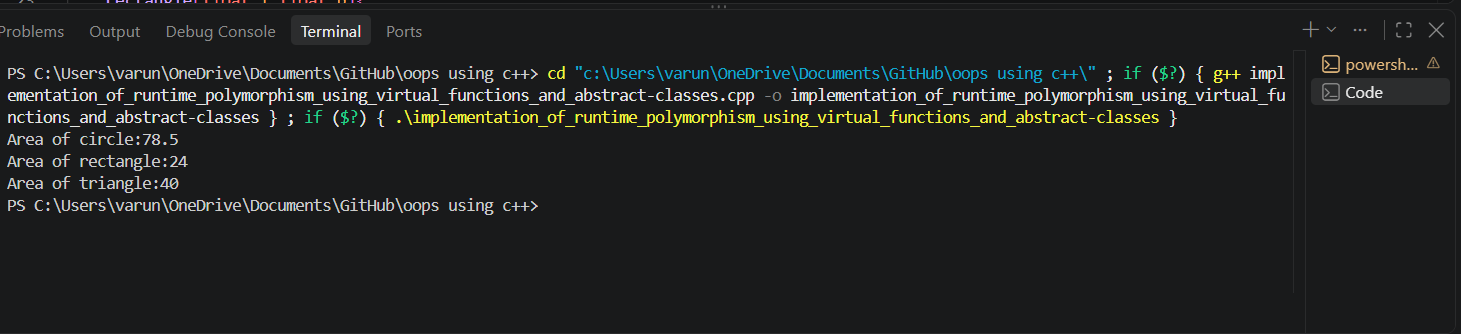 Problems Output Debug Console Terminal Ports
PS C:\Users\varun\OneDrive\Documents\GitHub\oops using c++> cd "c:\Users\varun\OneDrive\Documents\GitHub\oops using c++\" ; if ($?) { g++ impl
ementation_of_runtime_polymorphism_using_virtual_functions_and_abstract-classes.cpp -o implementation_of_runtime_polymorphism_using_virtual_fu
nctions_and_abstract-classes } ; if ($?) { .\implementation_of_runtime_polymorphism_using_virtual_functions_and_abstract-classes }
Area of circle:78.5
Area of rectangle:24
Area of triangle:40
PS C:\Users\varun\OneDrive\Documents\GitHub\oops using c++>
powersh...
Code